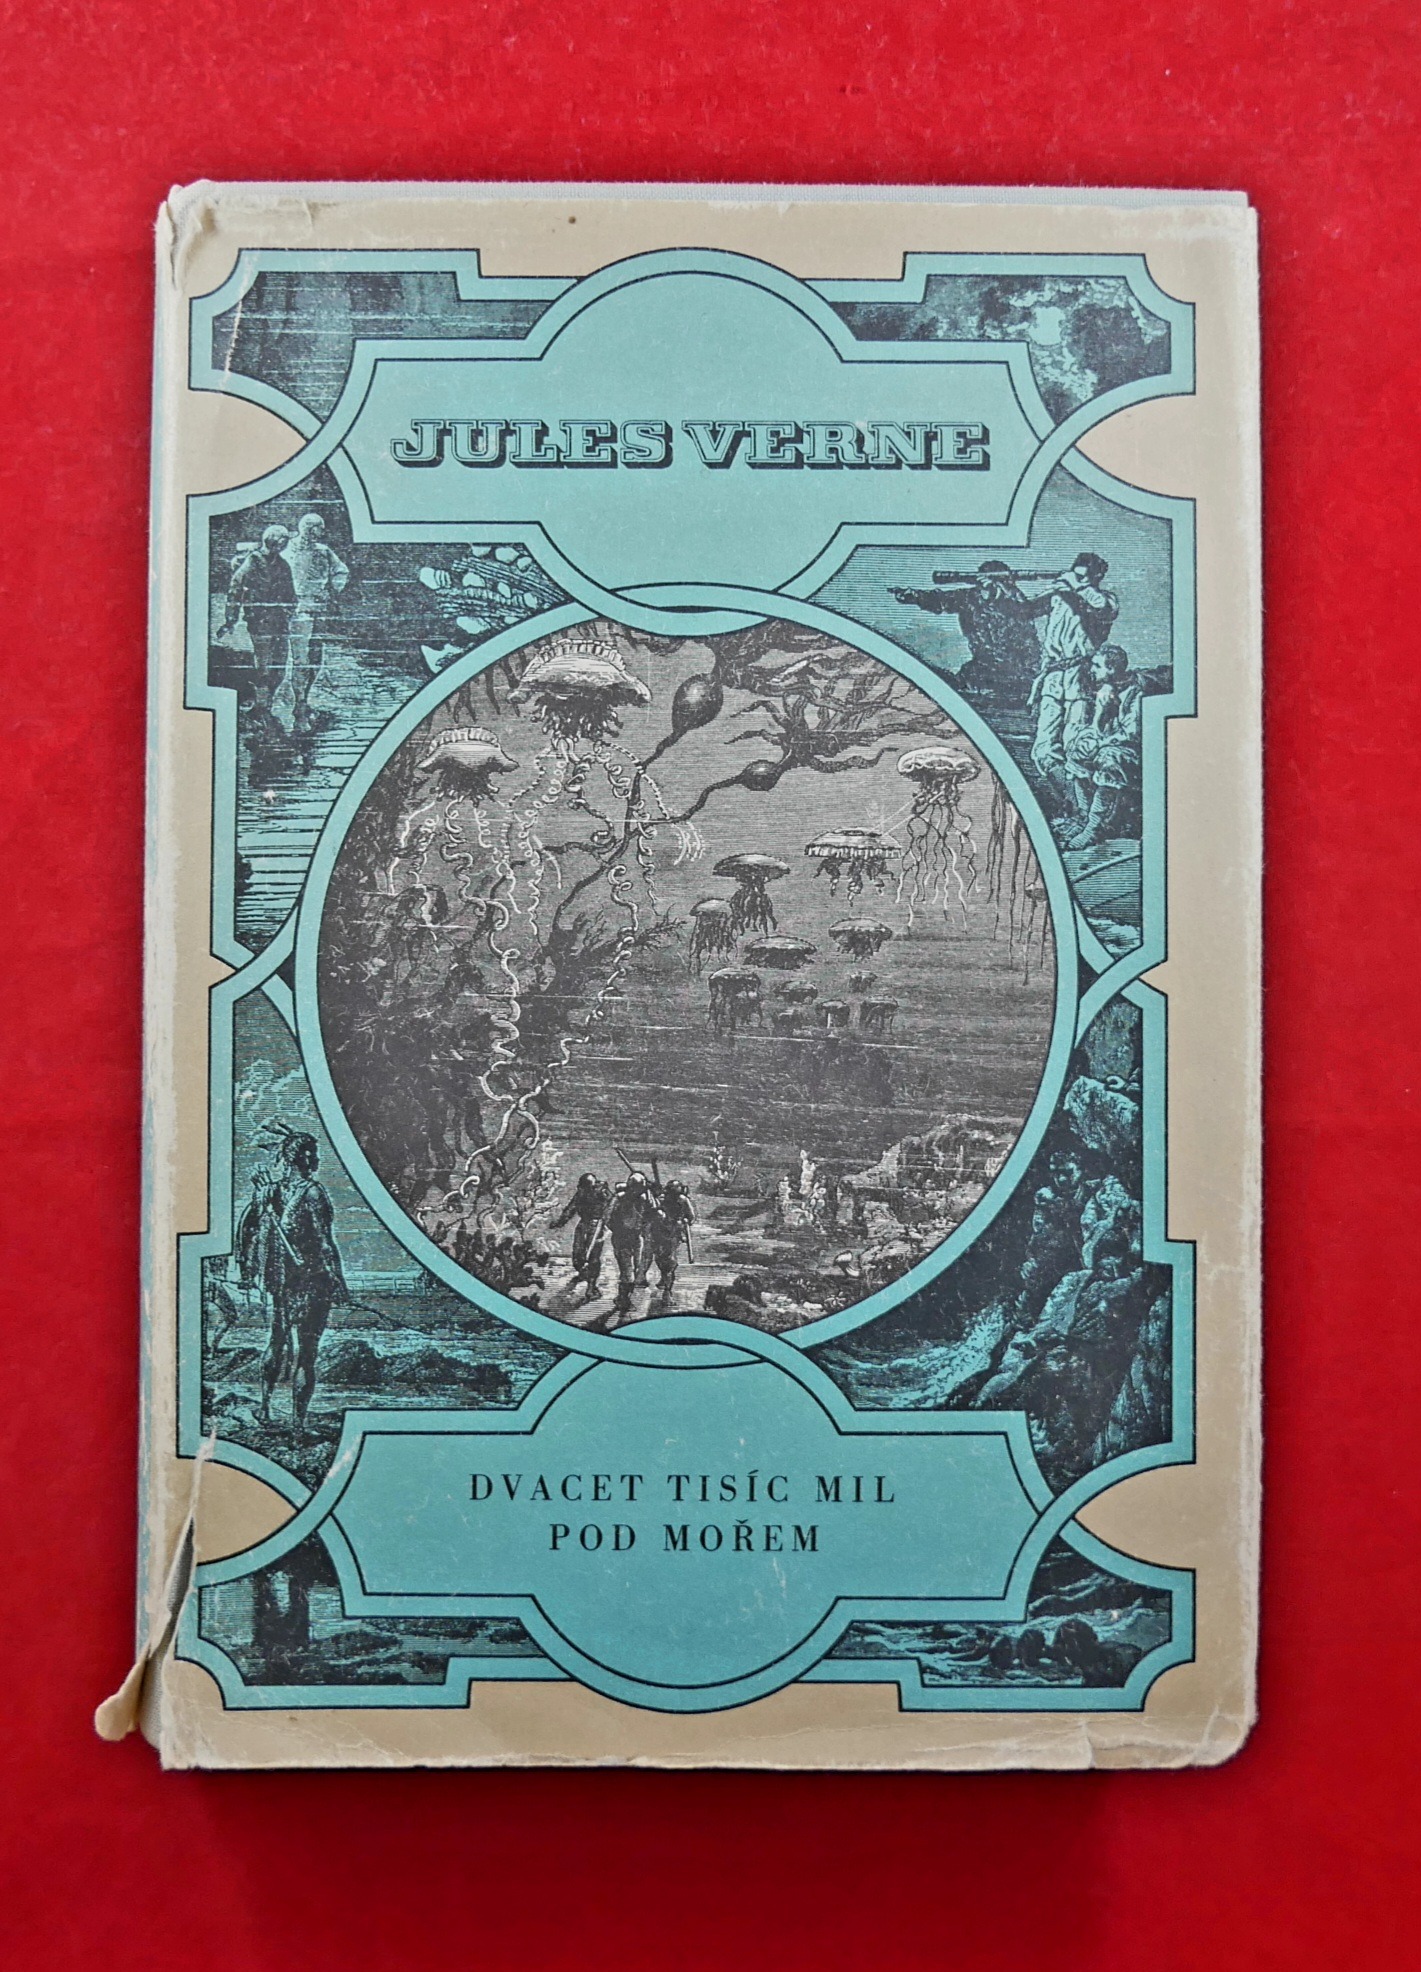 JULES VERNE
DVACET TISÍC MIL
POD MOŘEM